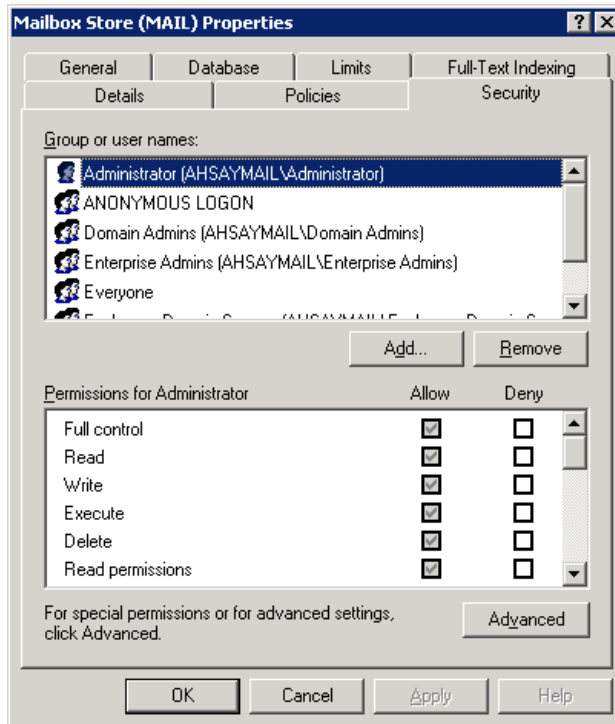 Mailbox Store (MAIL) Properties
General Database Limits Full-Text Indexing
Details Policies Security
Group or user names:
Administrator (AHSAYMAIL\Administrator)
ANONYMOUS LOGON
Domain Admins (AHSAYMAIL\Domain Admins)
Enterprise Admins (AHSAYMAIL\Enterprise Admins)
Everyone
Add... Remove
Permissions for Administrator Allow Deny
Full control
Read
Write
Execute
Delete
Read permissions
For special permissions or for advanced settings,
click Advanced.
Advanced
OK Cancel Apply Help